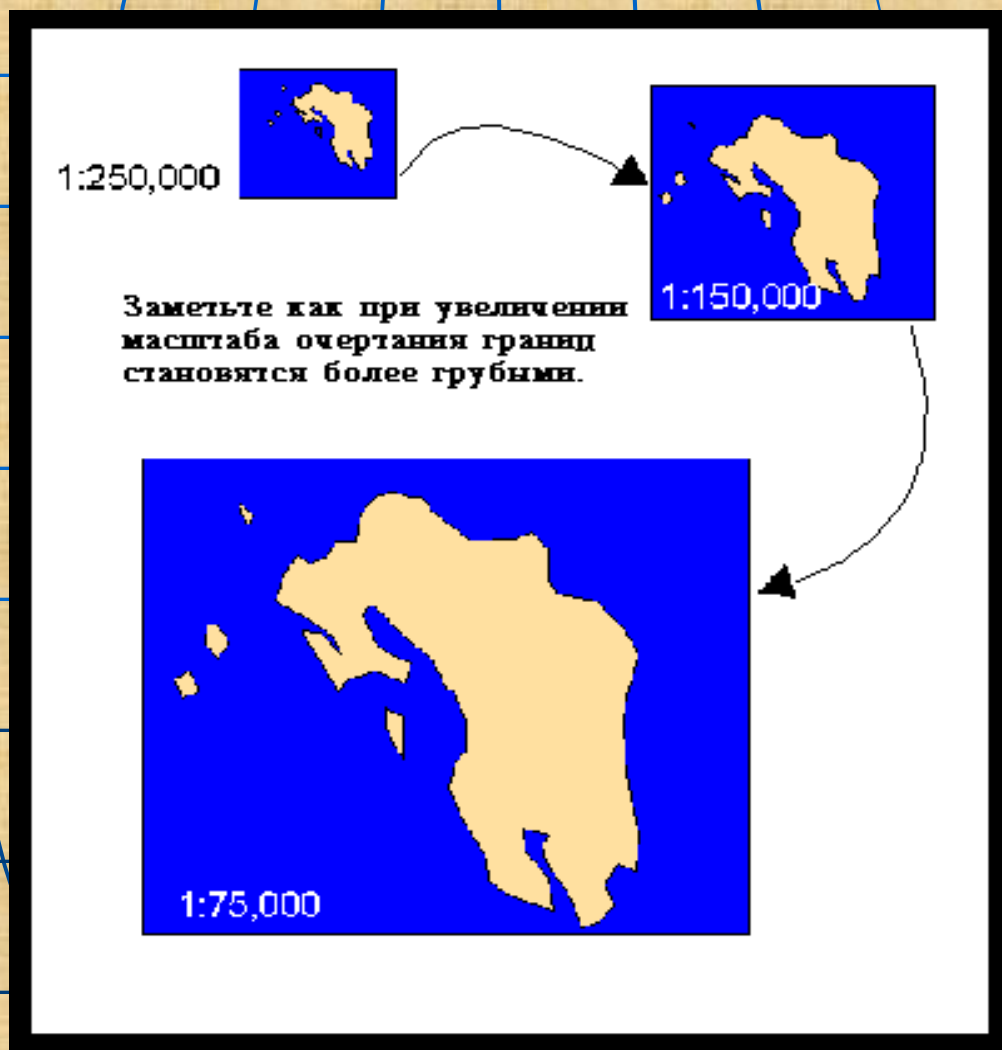 1:250,000
1:150,000
Заметьте как при увеличении
масштаба очертания границ
становятся более грубыми.
1:75,000